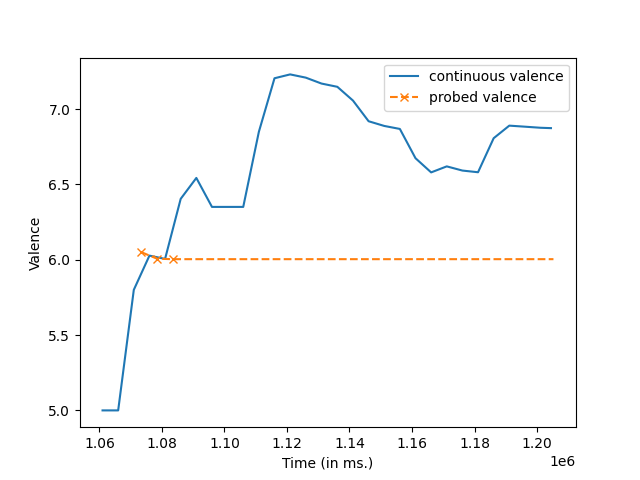 continuous valence
probed valence
7.0
6.5
6.0
5.5
5.0
Valence
1.06 1.08 1.10 1.12 1.14 1.16 1.18 1.20
1e6
Time (in ms.)